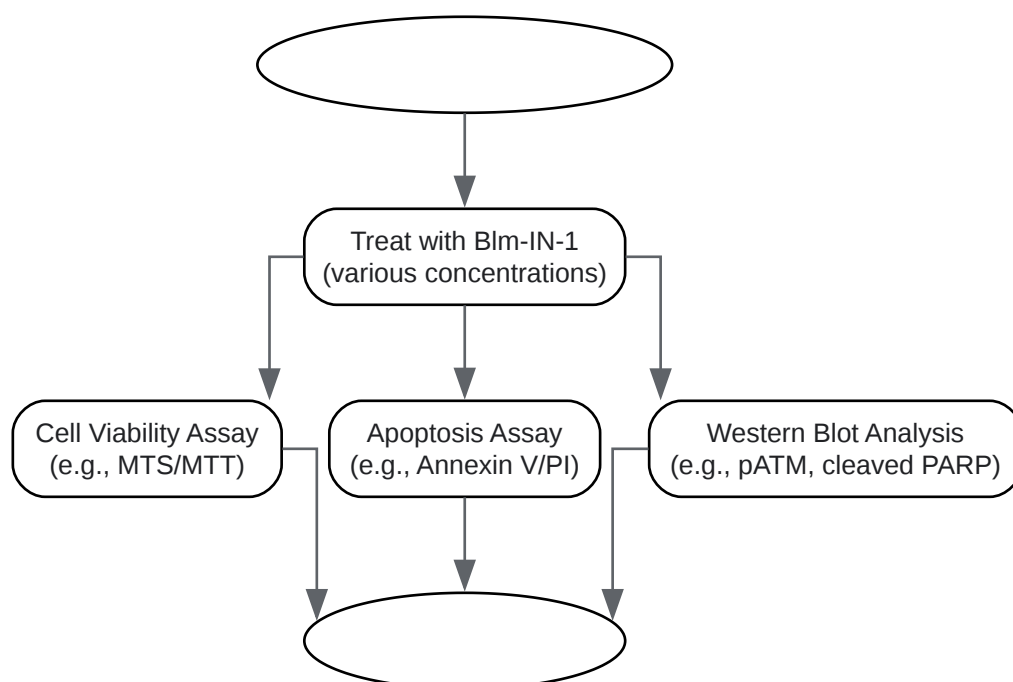 Treat with Blm-IN-1
(various concentrations)
Cell Viability Assay
(e.g., MTS/MTT)
Apoptosis Assay
(e.g., Annexin V/PI)
Western Blot Analysis
(e.g., pATM, cleaved PARP)